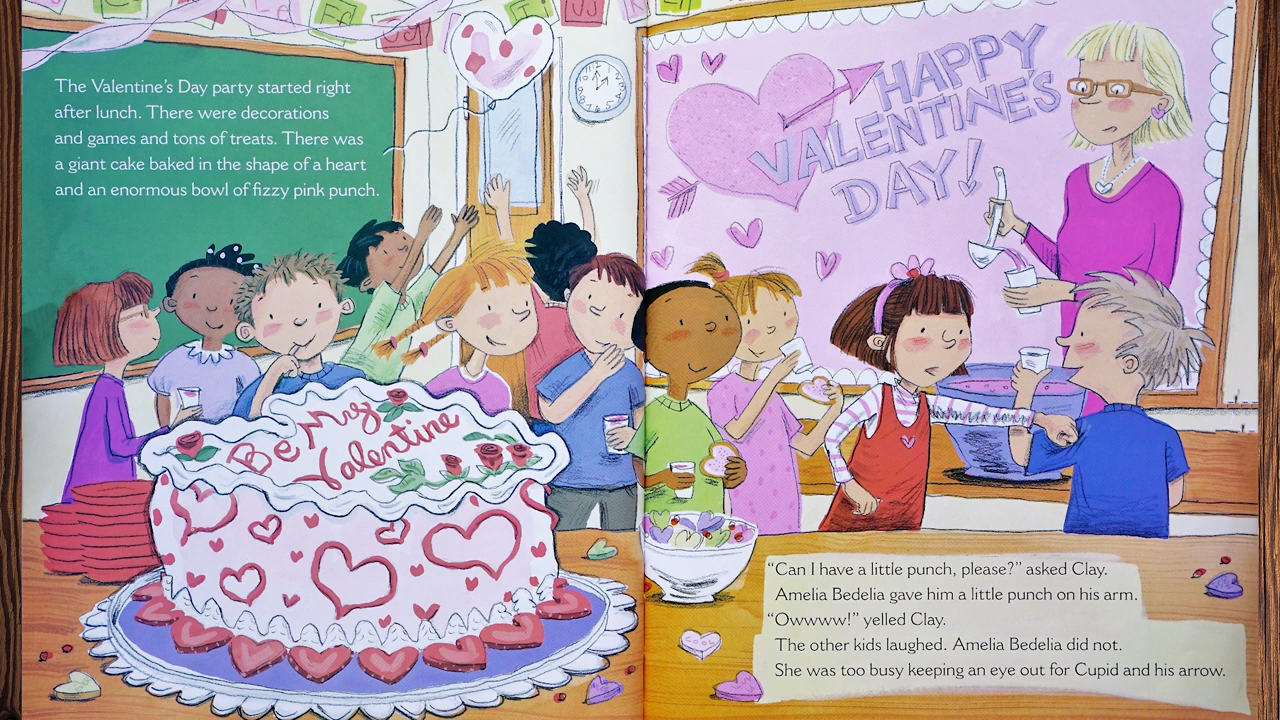 The Valentine's Day party started right
after lunch. There were decorations
and games and tons of treats. There was
a giant cake baked in the shape of a heart
and an enormous bowl of fizzy pink punch.
Be My
Valentine
HAPPY
VALENTINE'S
DAY!
COOL
“Can I have a little punch, please?” asked Clay.
Amelia Bedelia gave him a little punch on his arm.
“Owwww!” yelled Clay.
The other kids laughed. Amelia Bedelia did not.
She was too busy keeping an eye out for Cupid and his arrow.